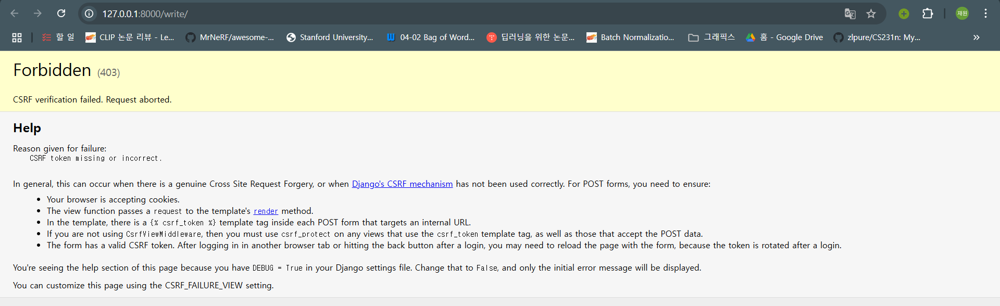 127.0.0.1:8000/write/
재원
할 일
CLIP 논문 리뷰 - Le...
MrNeRF/awesome-...
Stanford University...
04-02 Bag of Word...
딥러닝을 위한 논문...
Batch Normalizatio...
그래픽스
홈 - Google Drive
zlpure/CS231n: My...
Forbidden (403)
CSRF verification failed. Request aborted.
Help
Reason given for failure:
CSRF token missing or incorrect.
In general, this can occur when there is a genuine Cross Site Request Forgery, or when Django's CSRF mechanism has not been used correctly. For POST forms, you need to ensure:
• Your browser is accepting cookies.
• The view function passes a request to the template's render method.
• In the template, there is a {% csrf_token %} template tag inside each POST form that targets an internal URL.
• If you are not using CsrfViewMiddleware, then you must use csrf_protect on any views that use the csrf_token template tag, as well as those that accept the POST data.
• The form has a valid CSRF token. After logging in in another browser tab or hitting the back button after a login, you may need to reload the page with the form, because the token is rotated after a login.
You're seeing the help section of this page because you have DEBUG = True in your Django settings file. Change that to False, and only the initial error message will be displayed.
You can customize this page using the CSRF_FAILURE_VIEW setting.